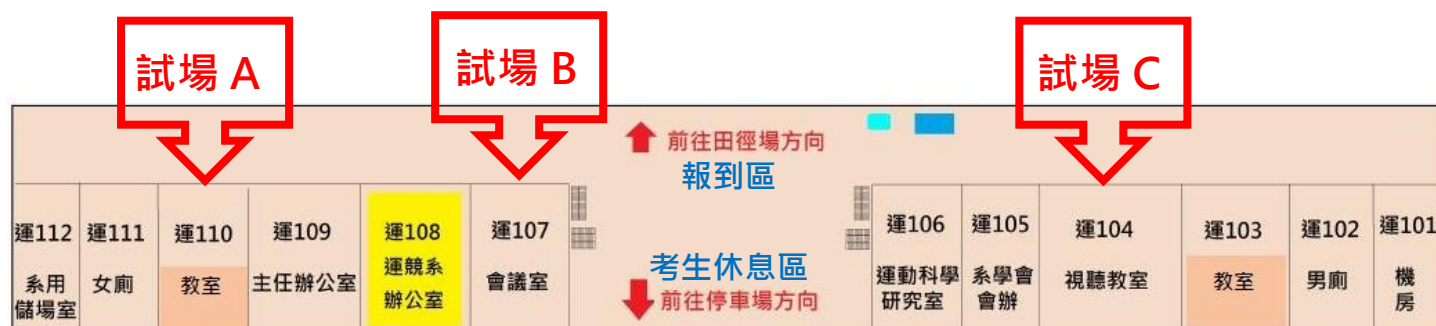 試場 A
試場 B
試場 C
前往田徑場方向
報到區
運112
系用
儲場室
運111
女廁
運110
教室
運109
主任辦公室
運108
運競系
辦公室
運107
會議室
考生休息區
前往停車場方向
運106
運動科學
研究室
運105
系學會
會辦
運104
視聽教室
運103
教室
運102
男廁
運101
機
房